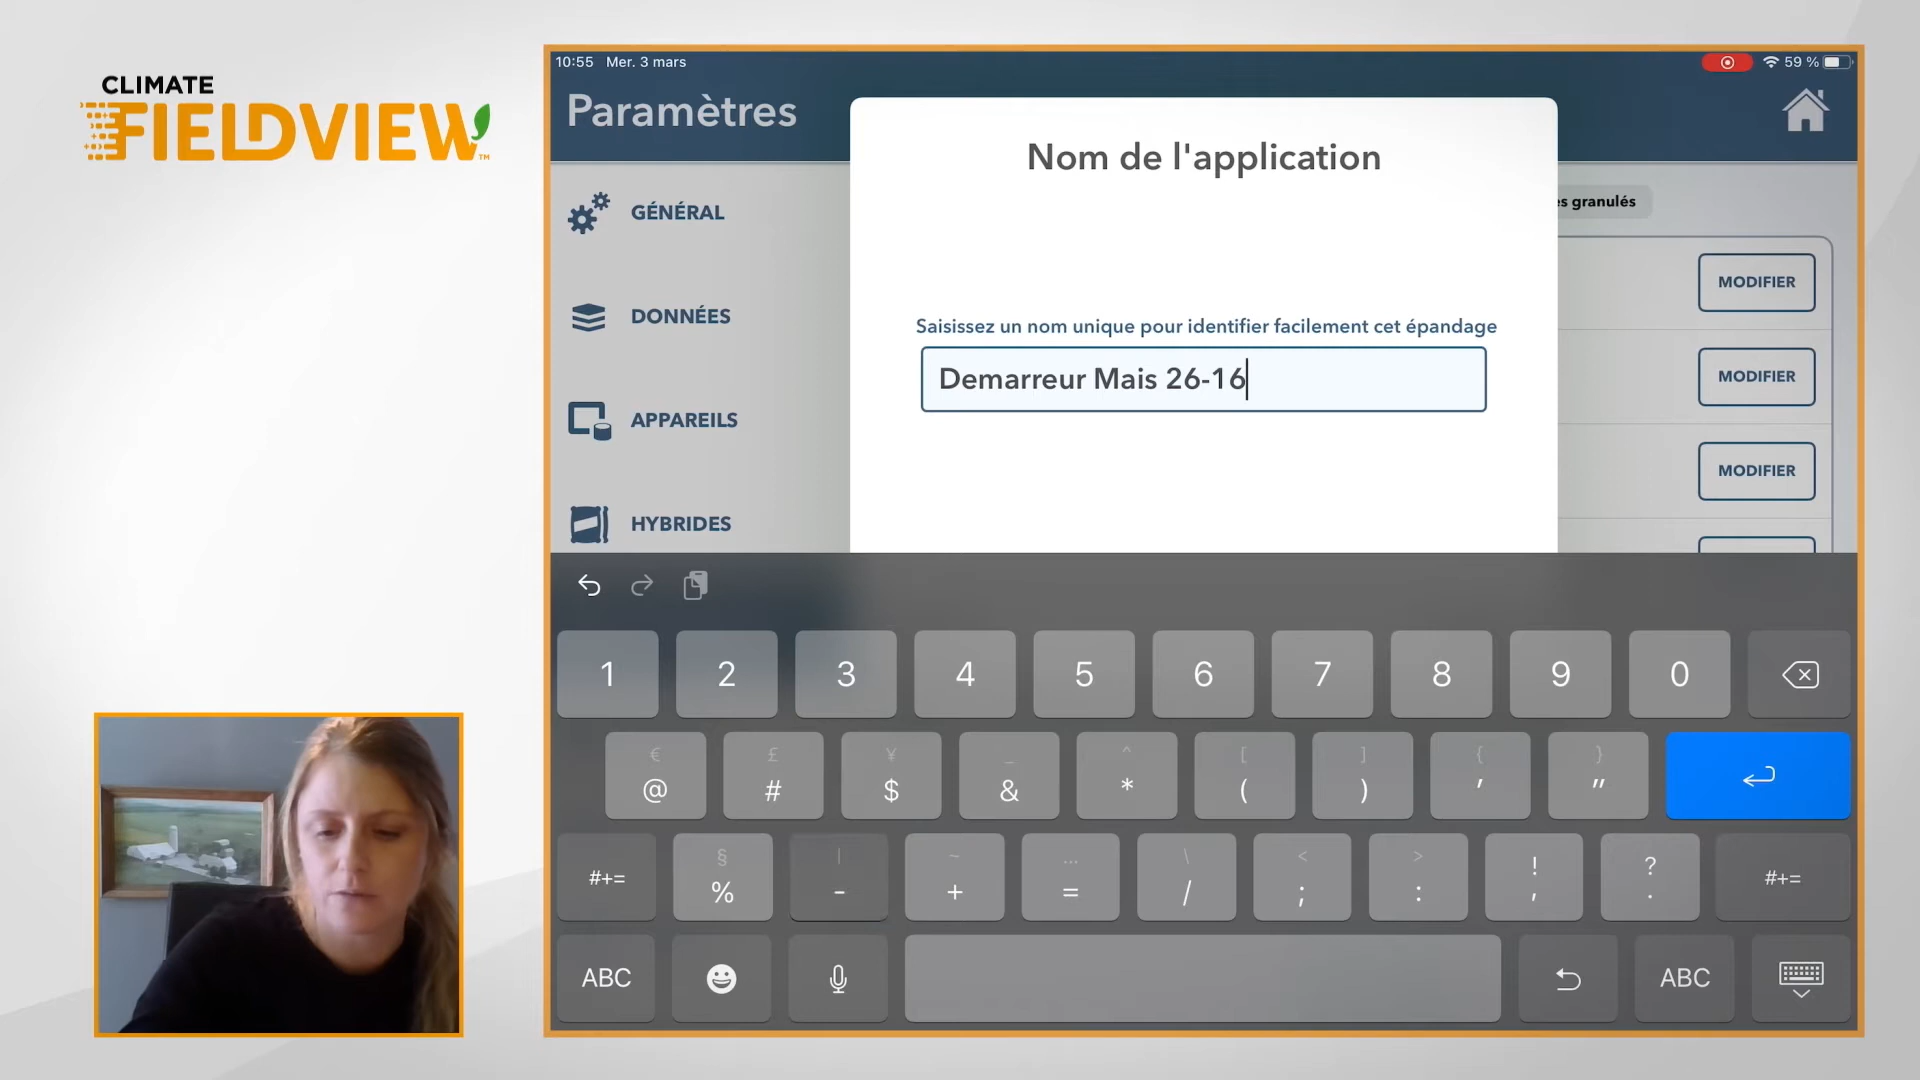 CLIMATE
FIELDVIEW™
10:55 Mer. 3 mars
59 %
Paramètres
Nom de l'application
GÉNÉRAL
es granulés
MODIFIER
DONNÉES
Saisissez un nom unique pour identifier facilement cet épandage
Demarreur Mais 26-16
MODIFIER
APPAREILS
MODIFIER
HYBRIDES
1 2 3 4 5 6 7 8 9 0
€ £ ¥ _ ^ [ ] { }
@ # $ & * ( ) ' "
§ | ~ … \ < > ! ?
#+= % - + = / ; : , . #+=
ABC ABC